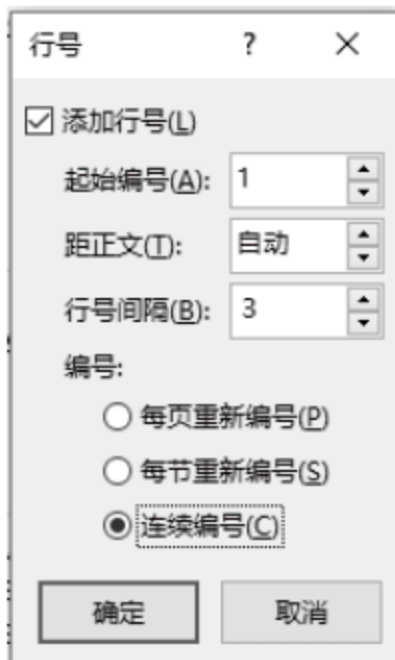 行号 ?
添加行号(L)
起始编号(A): 1
距正文(T): 自动
行号间隔(B): 3
编号:
每页重新编号(P)
每节重新编号(S)
连续编号(C)
确定 取消